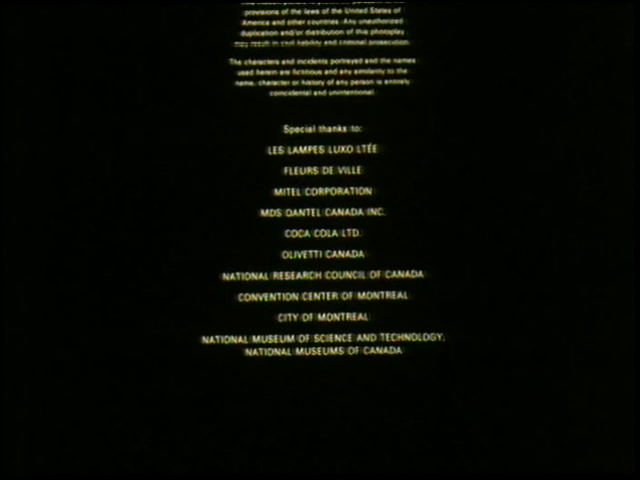 provisions of the laws of the United States of
America and other countries. Any unauthorized
duplication and/or distribution of this photoplay
may result in civil liability and criminal prosecution.
The characters and incidents portrayed and the names
used herein are fictitious and any similarity to the
name, character or history of any person is entirely
coincidental and unintentional.
Special thanks to:
LES LAMPES LUXO LTÉE
FLEURS DE VILLE
MITEL CORPORATION
MDS DANTEL CANADA INC.
COCA COLA LTD.
OLIVETTI CANADA
NATIONAL RESEARCH COUNCIL OF CANADA
CONVENTION CENTER OF MONTREAL
CITY OF MONTREAL
NATIONAL MUSEUM OF SCIENCE AND TECHNOLOGY,
NATIONAL MUSEUMS OF CANADA